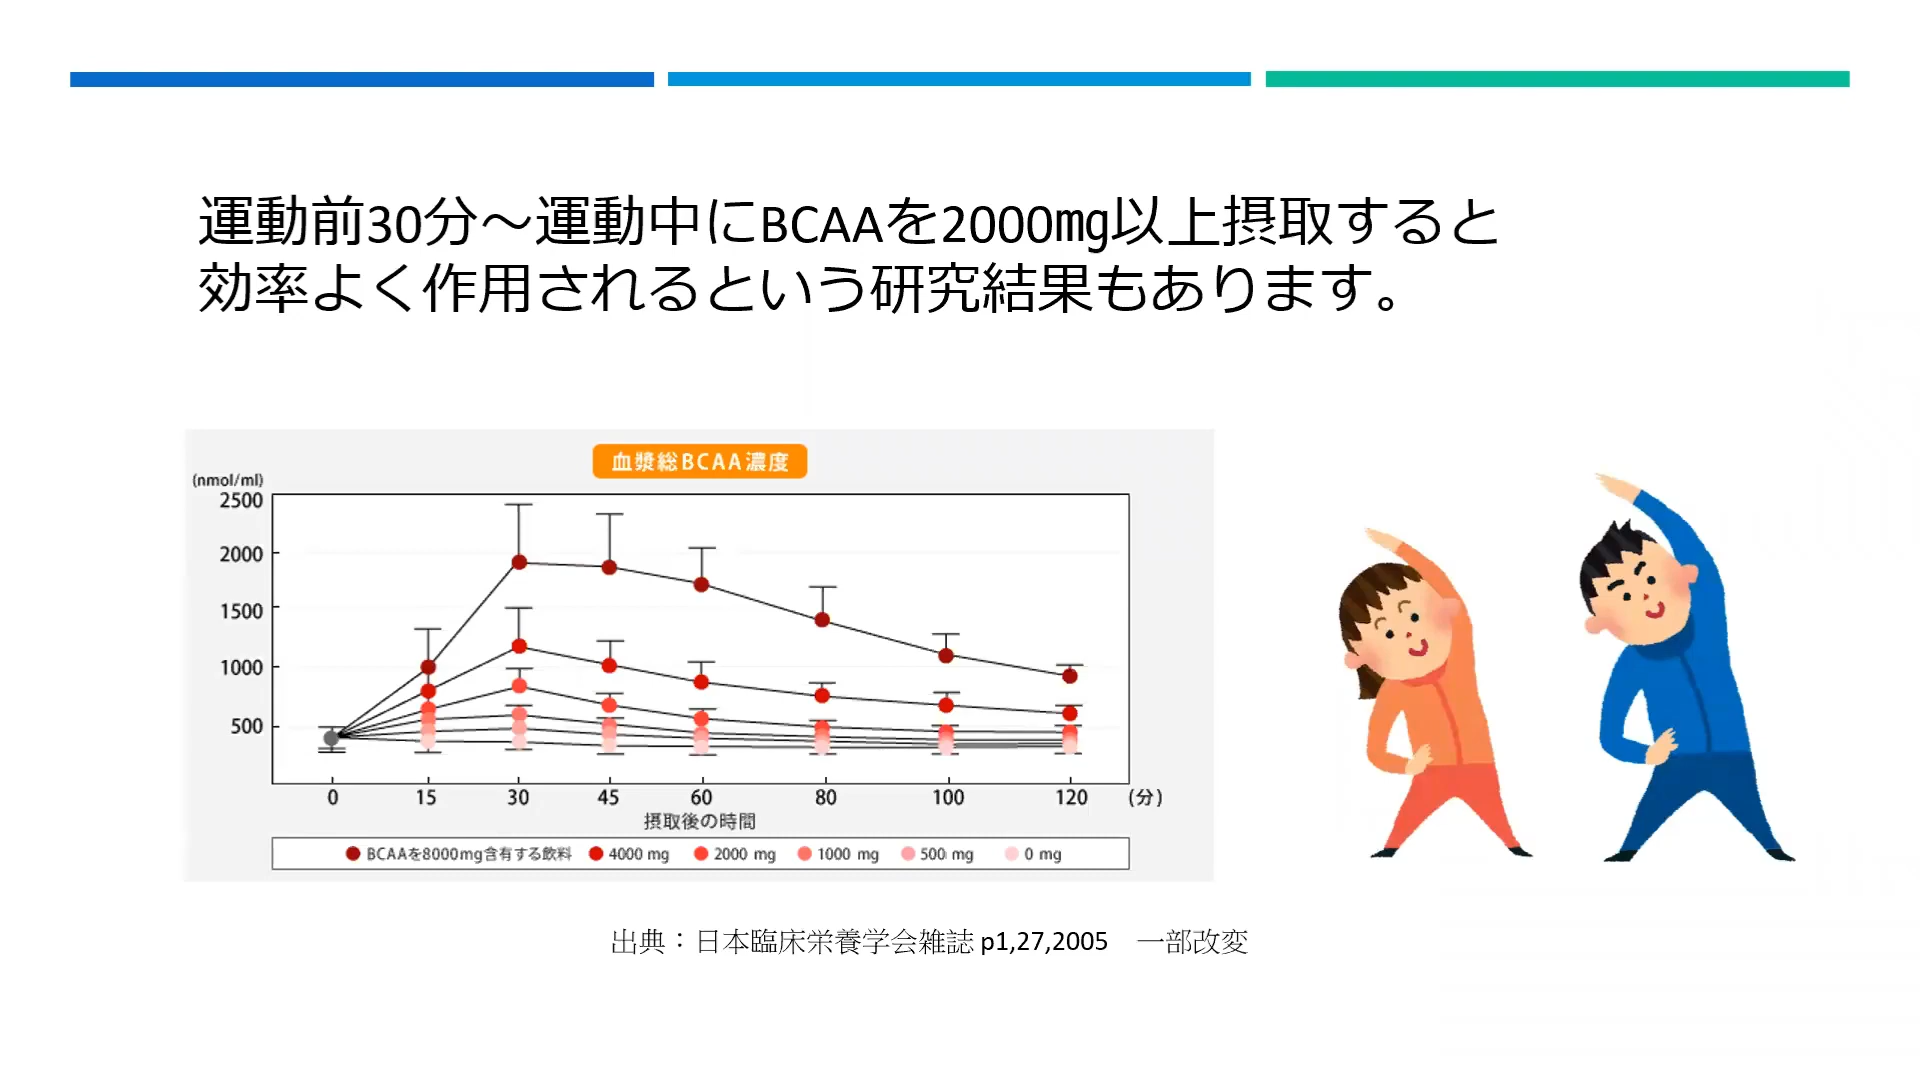 運動前30分～運動中にBCAAを2000㎎以上摂取すると
効率よく作用されるという研究結果もあります。
血漿総BCAA濃度
(nmol/ml)
2500
2000
1500
1000
500
0 15 30 45 60 80 100 120 (分)
摂取後の時間
BCAAを8000mg含有する飲料 4000 mg 2000 mg 1000 mg 500 mg 0 mg
出典：日本臨床栄養学会雑誌 p1,27,2005　一部改変